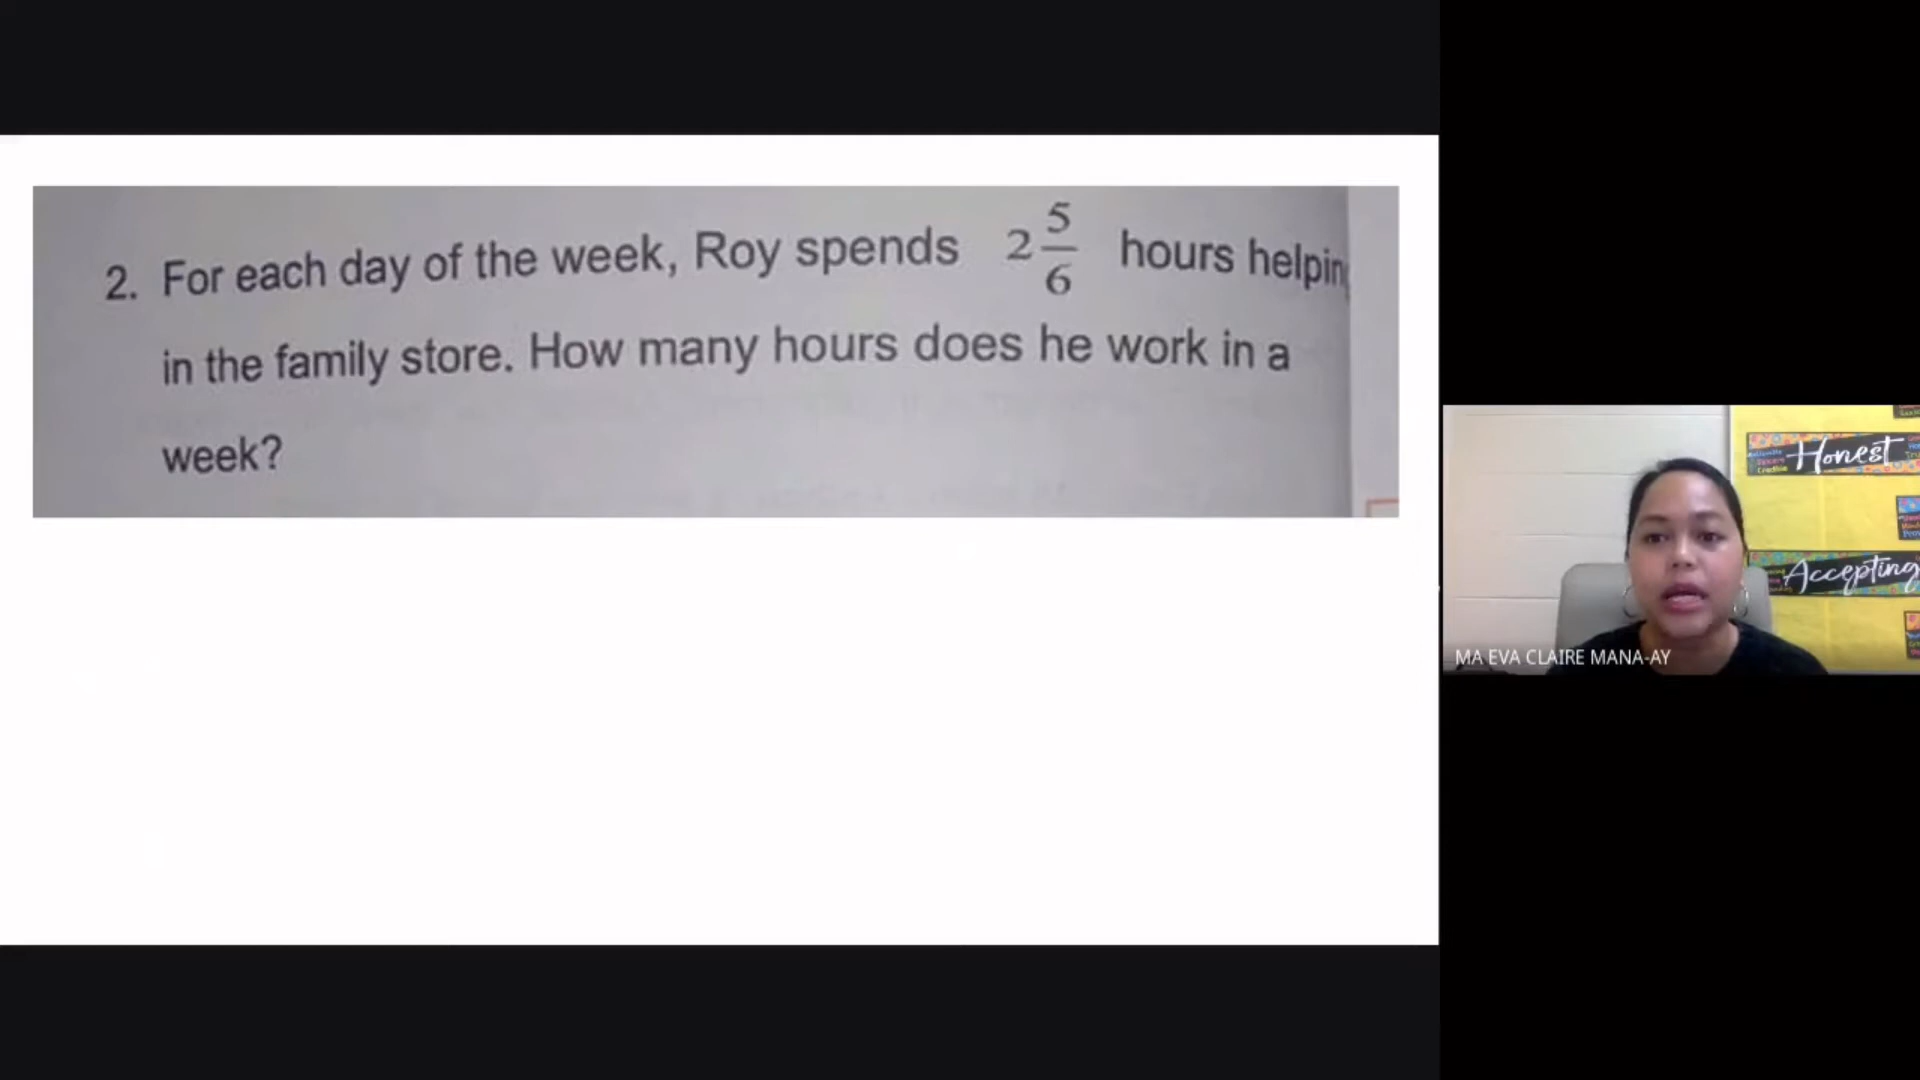 2. For each day of the week, Roy spends 2 5/6 hours helpin
in the family store. How many hours does he work in a
week?
Honest
Accepting
MA EVA CLAIRE MANA-AY